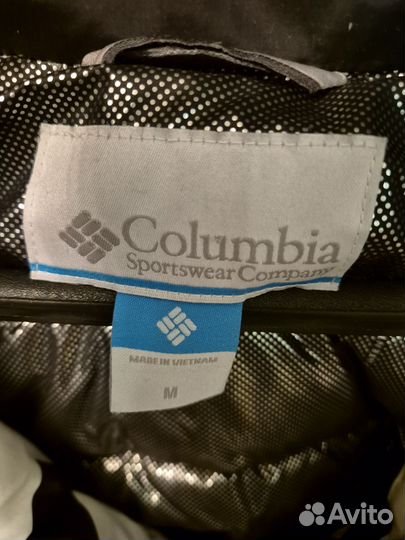 Columbia
Sportswear Company
MADE IN VIETNAM
M
Avito